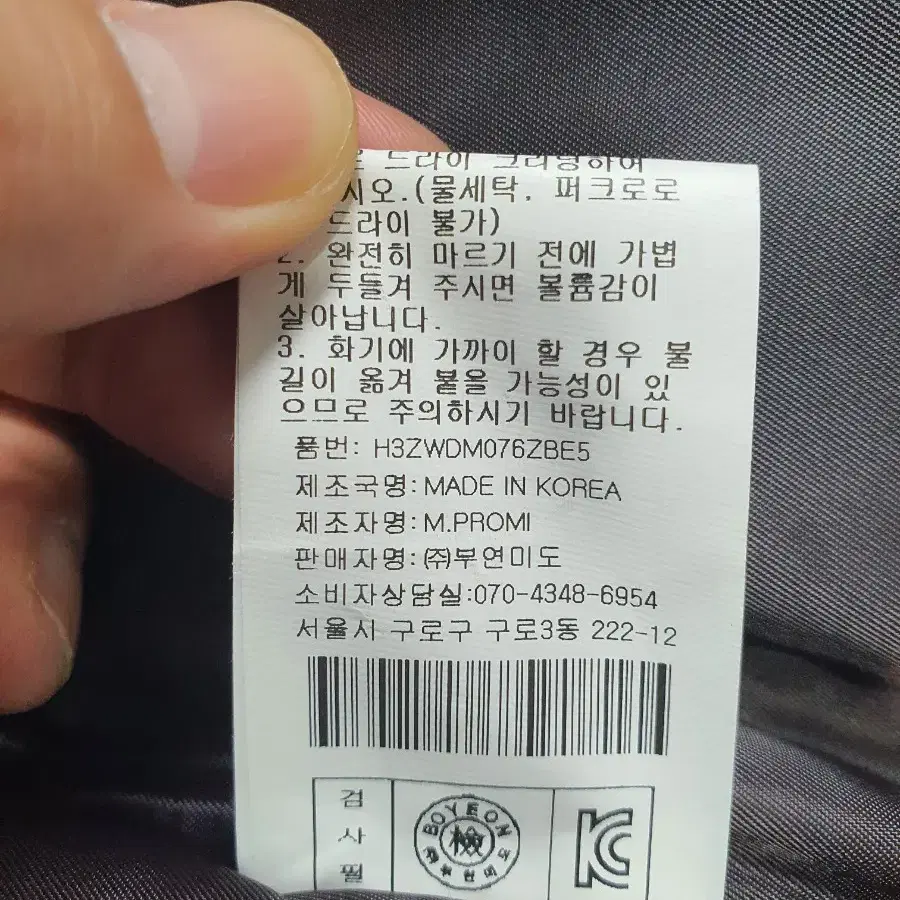 드라이 크리닝하여
시오.(물세탁. 퍼크로로
드라이 불가)
2. 완전히 마르기 전에 가볍
게 두들겨 주시면 볼륨감이
살아납니다.
3. 화기에 가까이 할 경우 불
길이 옮겨 붙을 가능성이 있
으므로 주의하시기 바랍니다.
품번: H3ZWDM076ZBE5
제조국명: MADE IN KOREA
제조자명: M.PROMI
판매자명: ㈜부연미도
소비자상담실:070-4348-6954
서울시 구로구 구로3동 222-12
검사필
BOYEON
檢
KC